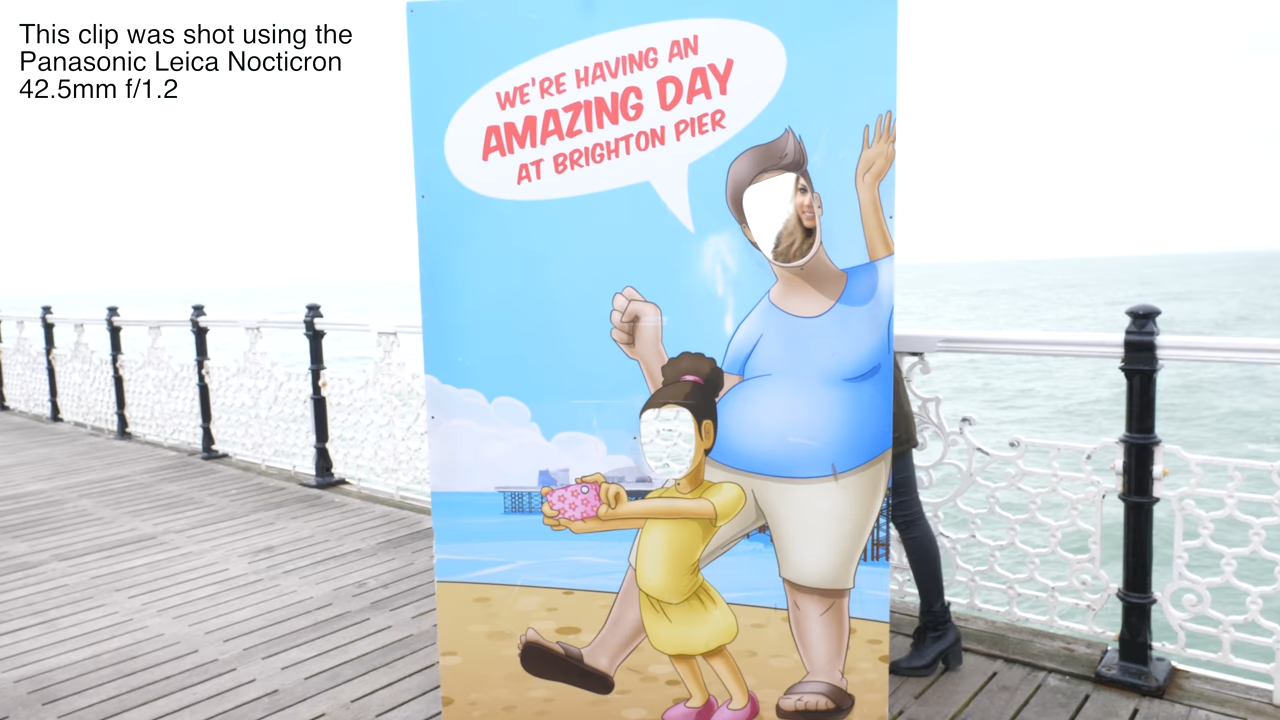 This clip was shot using the
Panasonic Leica Nocticron
42.5mm f/1.2
WE'RE HAVING AN
AMAZING DAY
AT BRIGHTON PIER